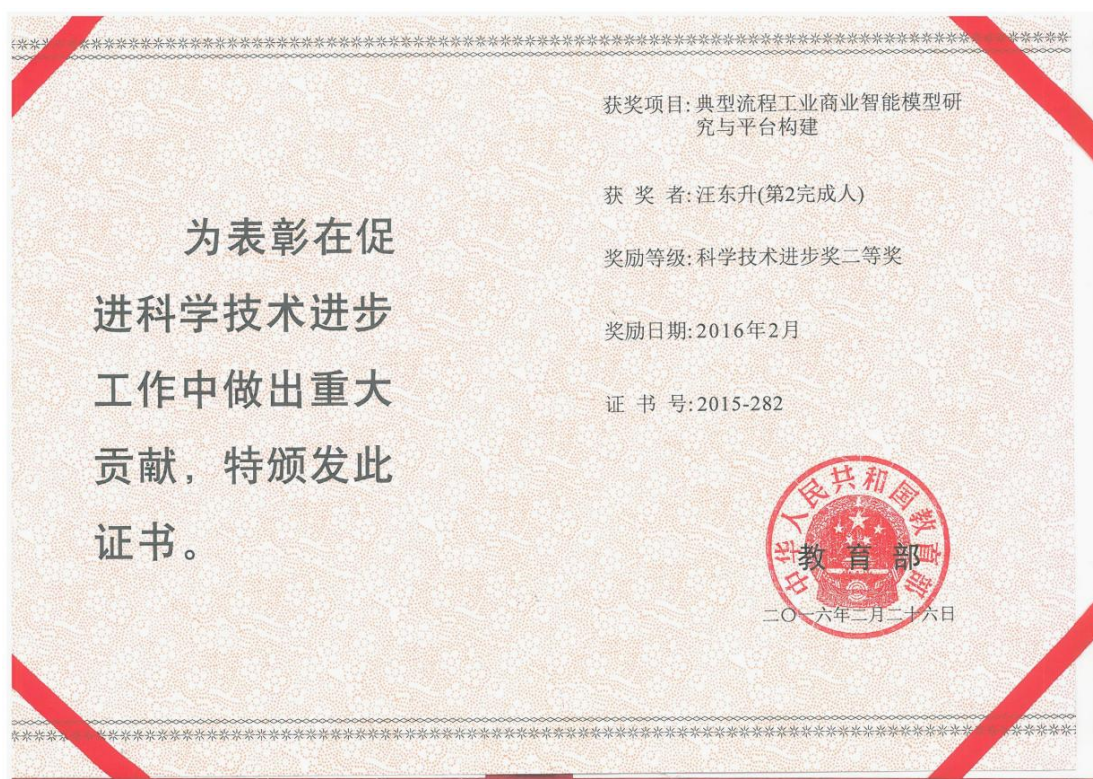 为表彰在促
进科学技术进步
工作中做出重大
贡献，特颁发此
证书。
获奖项目:典型流程工业商业智能模型研
究与平台构建
获 奖 者:汪东升(第2完成人)
奖励等级:科学技术进步奖二等奖
奖励日期:2016年2月
证 书 号:2015-282
中华人民共和国教育部
教 育 部
二〇一六年二月二十六日